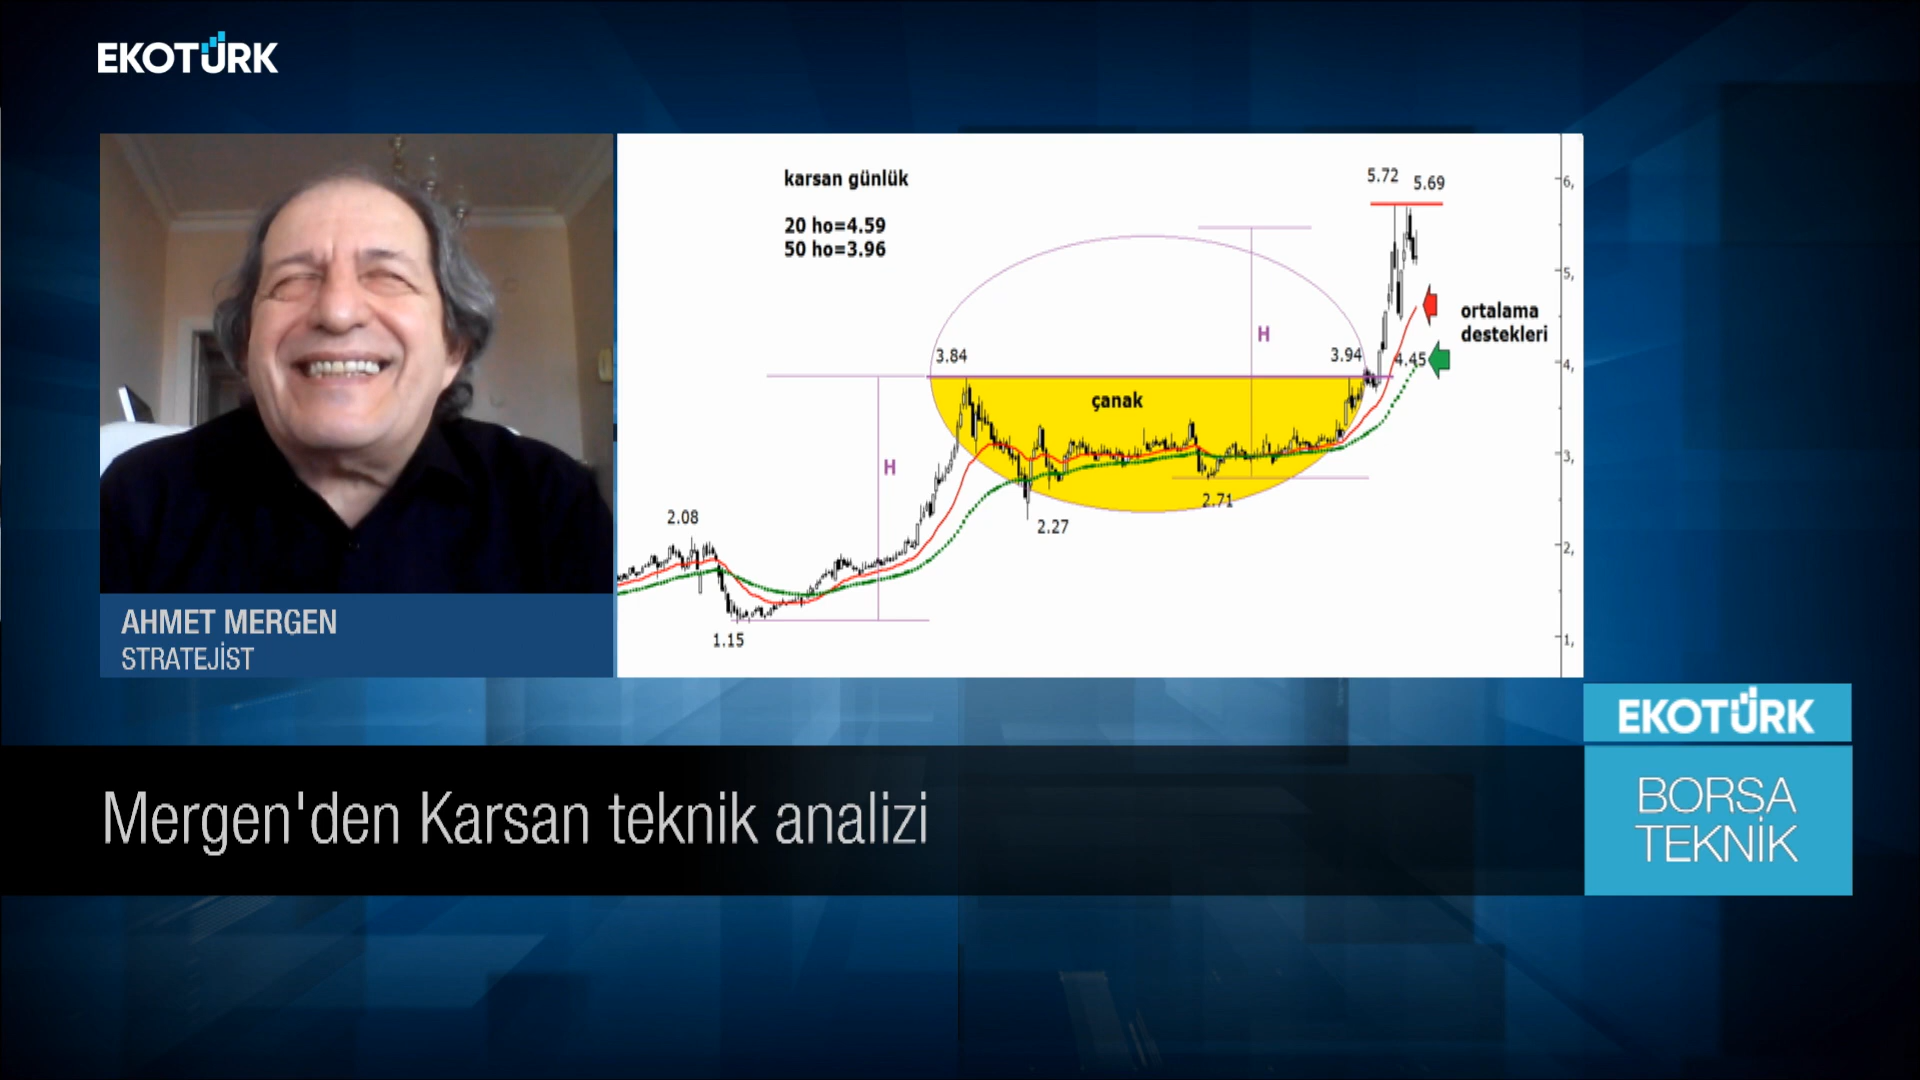 EKOTÜRK
karsan günlük
20 ho=4.59
50 ho=3.96
5.72
5.69
6,
5,
ortalama
destekleri
H
3.84
3.94
4.45
4,
çanak
H
3,
2.71
2.08
2.27
2,
1.15
1,
AHMET MERGEN
STRATEJİST
EKOTÜRK
Mergen'den Karsan teknik analizi
BORSA
TEKNİK